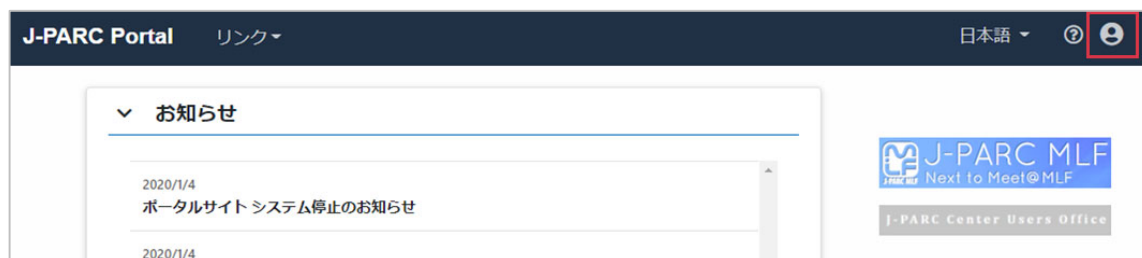 J-PARC Portal リンク 日本語
お知らせ
2020/1/4
ポータルサイト システム停止のお知らせ
2020/1/4
J-PARC MLF
J-PARC MLF
Next to Meet@MLF
J-PARC Center Users Office